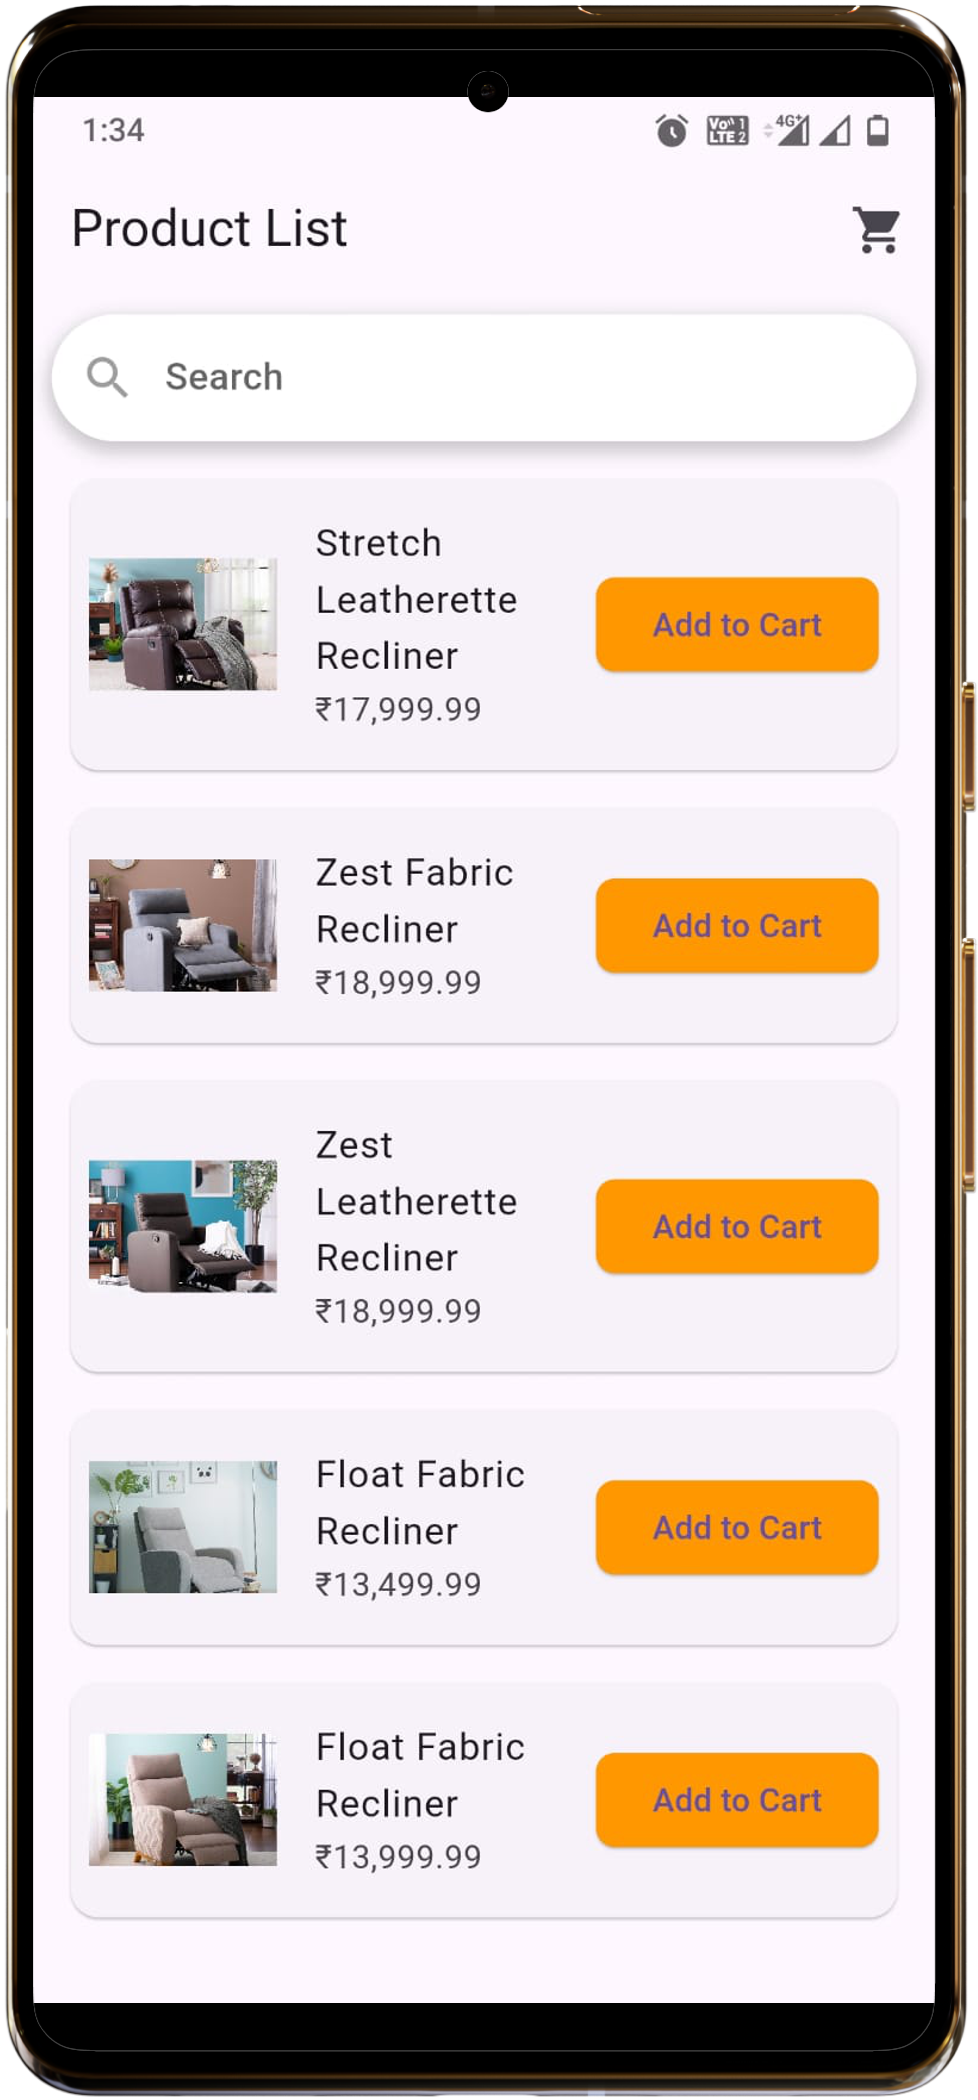 1:34
Vo)) 1
LTE 2
4G+
Product List
Search
Stretch
Leatherette
Recliner
₹17,999.99
Add to Cart
Zest Fabric
Recliner
₹18,999.99
Add to Cart
Zest
Leatherette
Recliner
₹18,999.99
Add to Cart
Float Fabric
Recliner
₹13,499.99
Add to Cart
Float Fabric
Recliner
₹13,999.99
Add to Cart